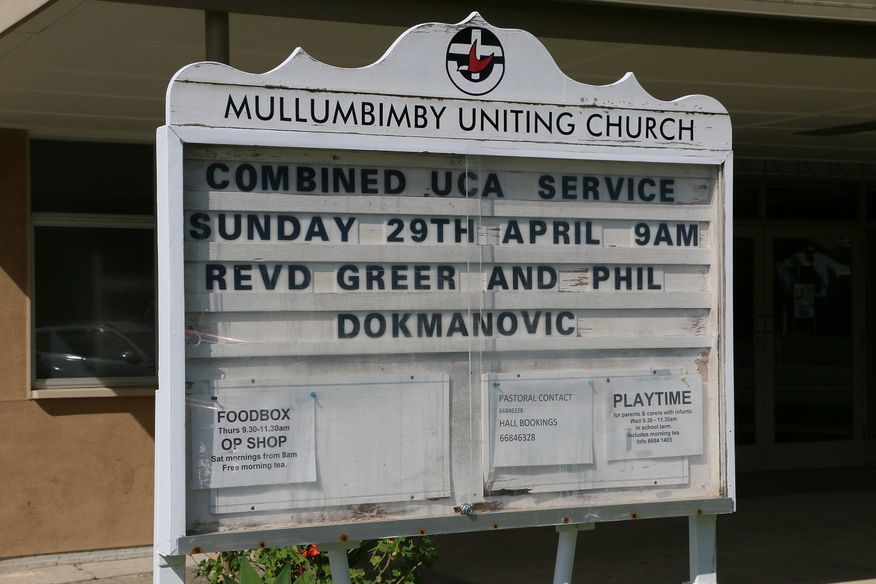 MULLUMBIMBY UNITING CHURCH
COMBINED UCA SERVICE
SUNDAY 29TH APRIL 9AM
REVD GREER AND PHIL
DOKMANOVIC
FOODBOX
Thurs 9.30-11.30am
OP SHOP
Sat mornings from 8am
Free morning tea.
PASTORAL CONTACT
66846328
HALL BOOKINGS
66846328
PLAYTIME
for parents & carers with infants.
Wed 9.30 - 11.30am
In school term.
Includes morning tea.
Info 6684 1405